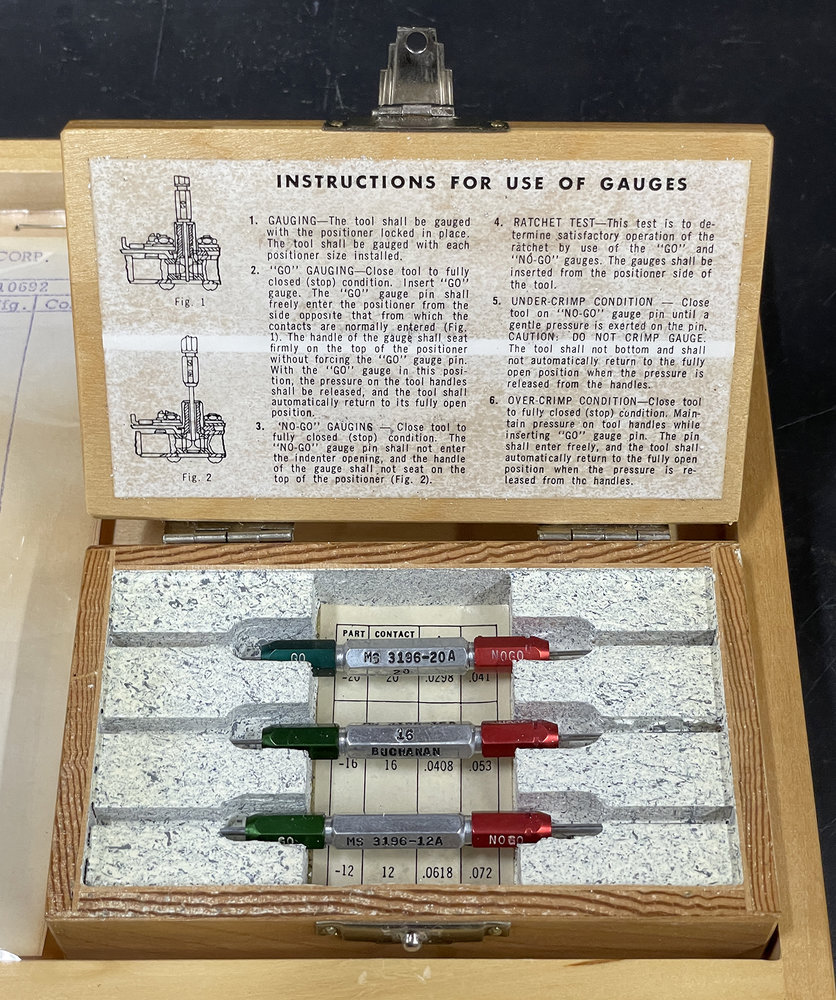 CORP.
10692
fg. Co
INSTRUCTIONS FOR USE OF GAUGES
Fig. 1
Fig. 2
1. GAUGING—The tool shall be gauged
with the positioner locked in place.
The tool shall be gauged with each
positioner size installed.
2. "GO" GAUGING—Close tool to fully
closed (stop) condition. Insert "GO"
gauge. The "GO" gauge pin shall
freely enter the positioner from the
side opposite that from which the
contacts are normally entered (Fig.
1). The handle of the gauge shall seat
firmly on the top of the positioner
without forcing the "GO" gauge pin.
With the "GO" gauge in this posi-
tion, the pressure on the tool handles
shall be released, and the tool shall
automatically return to its fully open
position.
3. 'NO-GO" GAUGING — Close tool to
fully closed (stop) condition. The
"NO-GO" gauge pin shall not enter
the indenter opening, and the handle
of the gauge shall not seat on the
top of the positioner (Fig. 2).
4. RATCHET TEST—This test is to de-
termine satisfactory operation of the
ratchet by use of the "GO" and
"NO-GO" gauges. The gauges shall be
inserted from the positioner side of
the tool.
5. UNDER-CRIMP CONDITION — Close
tool on "NO-GO" gauge pin until a
gentle pressure is exerted on the pin.
CAUTION: DO NOT CRIMP GAUGE.
The tool shall not bottom and shall
not automatically return to the fully
open position when the pressure is
released from the handles.
6. OVER-CRIMP CONDITION—Close tool
to fully closed (stop) condition. Main-
tain pressure on tool handles while
inserting "GO" gauge pin. The pin
shall enter freely, and the tool shall
automatically return to the fully open
position when the pressure is re-
leased from the handles.
PART CONTACT
GO MS 3196-20A NOGO
-20 20 .0298 .041
16
BUCHANAN
-16 16 .0408 .053
GO MS 3196-12A NOGO
-12 12 .0618 .072